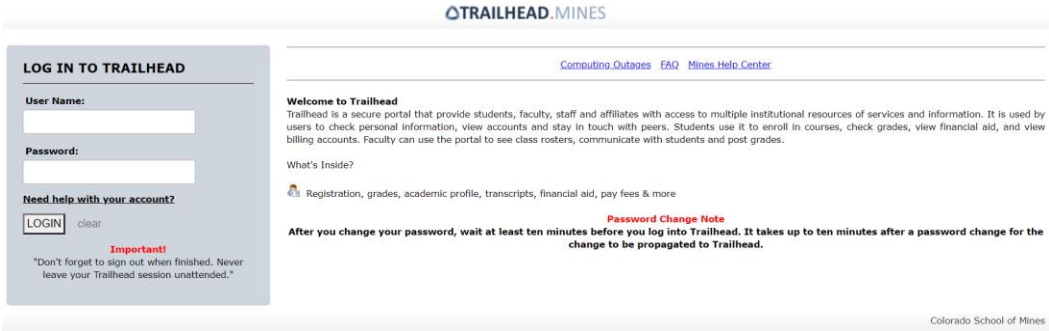 TRAILHEAD.MINES
LOG IN TO TRAILHEAD
User Name:
Password:
Need help with your account?
LOGIN clear
Important!
"Don't forget to sign out when finished. Never
leave your Trailhead session unattended."
Computing Outages FAQ Mines Help Center
Welcome to Trailhead
Trailhead is a secure portal that provide students, faculty, staff and affiliates with access to multiple institutional resources of services and information. It is used by
users to check personal information, view accounts and stay in touch with peers. Students use it to enroll in courses, check grades, view financial aid, and view
billing accounts. Faculty can use the portal to see class rosters, communicate with students and post grades.
What's Inside?
Registration, grades, academic profile, transcripts, financial aid, pay fees & more
Password Change Note
After you change your password, wait at least ten minutes before you log into Trailhead. It takes up to ten minutes after a password change for the
change to be propagated to Trailhead.
Colorado School of Mines